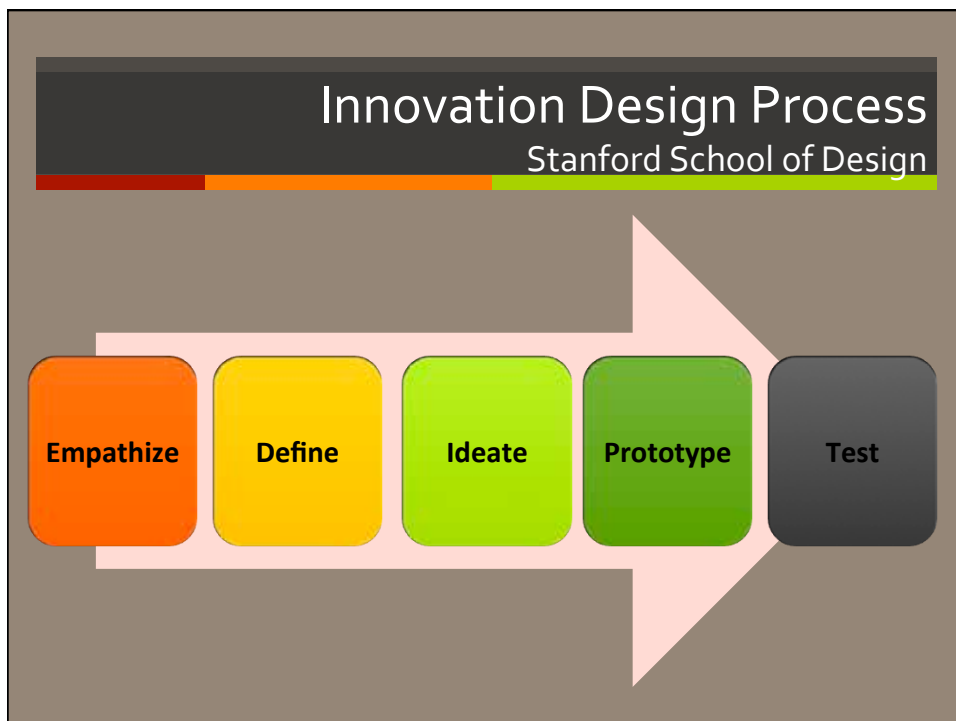 Innovation Design Process
Stanford School of Design
Empathize
Define
Ideate
Prototype
Test